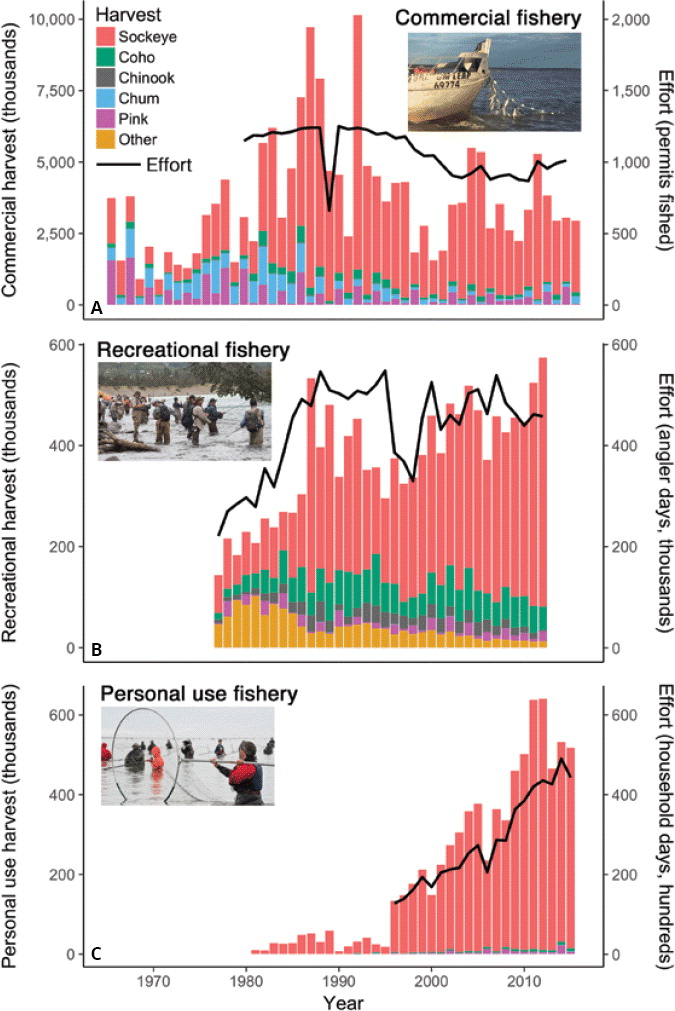 Commercial harvest (thousands)
10,000
7,500
5,000
2,500
0
Harvest
Sockeye
Coho
Chinook
Chum
Pink
Other
Effort
Commercial fishery
69774
A
2,000
1,500
1,000
500
0
Effort (permits fished)
Recreational harvest (thousands)
600
400
200
0
Recreational fishery
B
600
400
200
0
Effort (angler days, thousands)
Personal use harvest (thousands)
600
400
200
0
Personal use fishery
C
600
400
200
0
Effort (household days, hundreds)
1970 1980 1990 2000 2010
Year